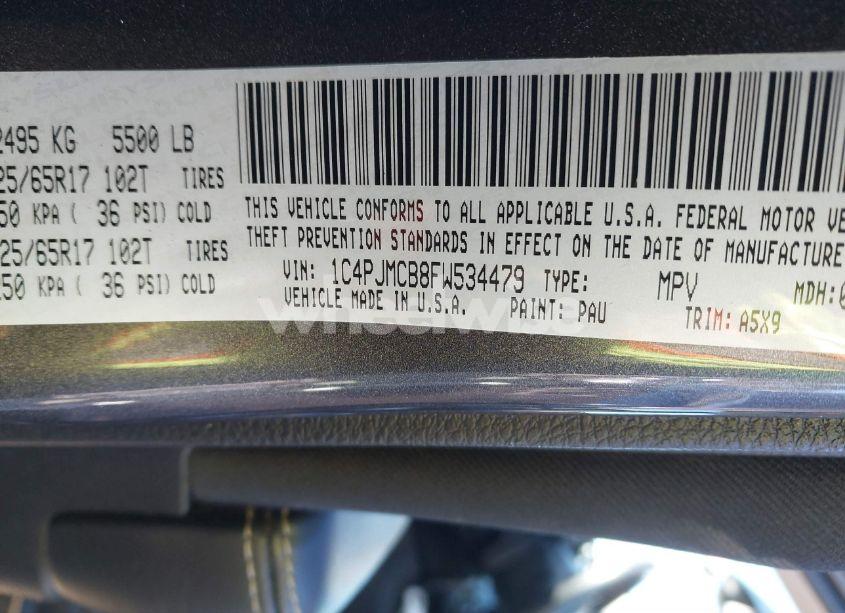 2495 KG 5500 LB
25/65R17 102T TIRES
50 KPA ( 36 PSI) COLD
25/65R17 102T TIRES
250 KPA ( 36 PSI) COLD
THIS VEHICLE CONFORMS TO ALL APPLICABLE U.S.A. FEDERAL MOTOR VE
THEFT PREVENTION STANDARDS IN EFFECT ON THE DATE OF MANUFACTURE
VIN: 1C4PJMCB8FW534479 TYPE: MPV MDH:0
VEHICLE MADE IN U.S.A. PAINT: PAU TRIM: A5X9